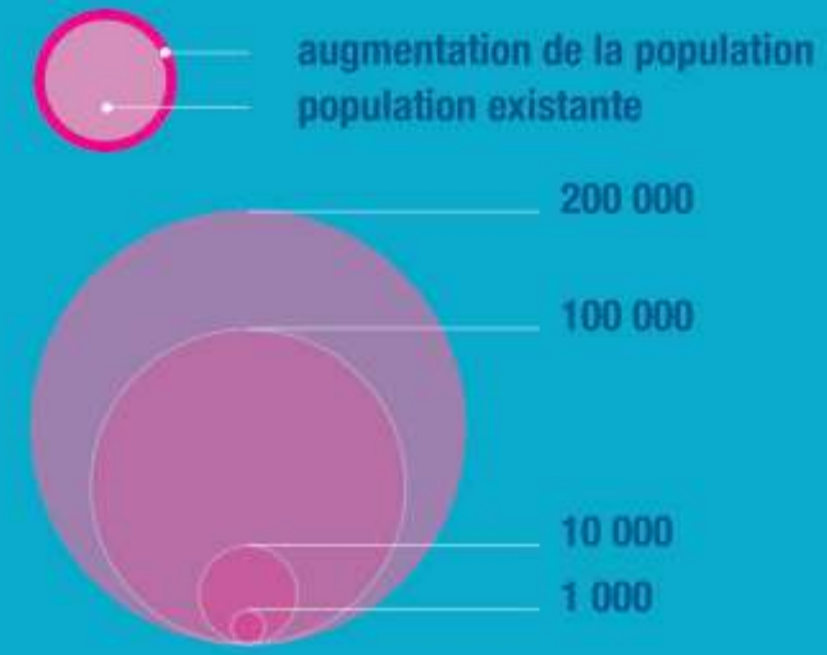 augmentation de la population
population existante
200 000
100 000
10 000
1 000